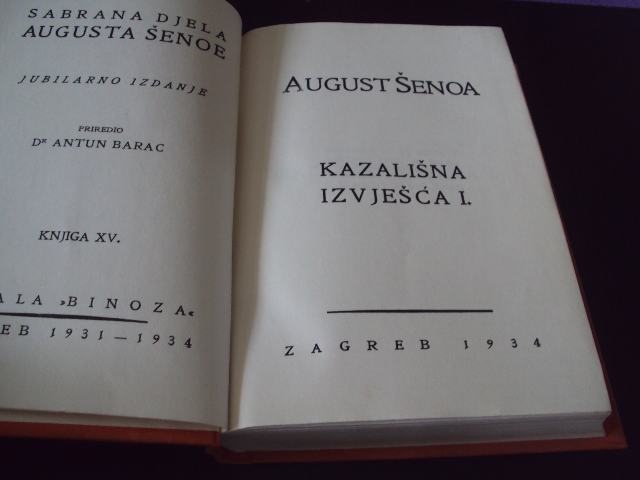 SABRANA DJELA
AUGUSTA ŠENOE
JUBILARNO IZDANJE
PRIREDIO
DR ANTUN BARAC
KNJIGA XV.
»BINOZA«
1931—1934
AUGUST ŠENOA
KAZALIŠNA
IZVJEŠĆA I.
ZAGREB 1934